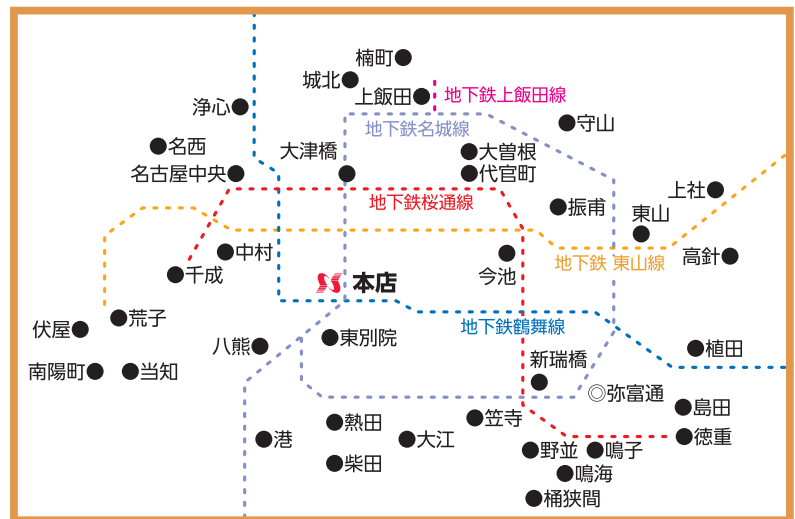 楠町
城北
上飯田
地下鉄上飯田線
浄心
守山
地下鉄名城線
名西
大津橋
大曽根
名古屋中央
代官町
上社
地下鉄桜通線
振甫
東山
中村
高針
地下鉄 東山線
千成
今池
本店
荒子
伏屋
地下鉄鶴舞線
東別院
八熊
植田
新瑞橋
南陽町
当知
◎弥富通
島田
笠寺
熱田
港
大江
徳重
野並
鳴子
柴田
鳴海
桶狭間